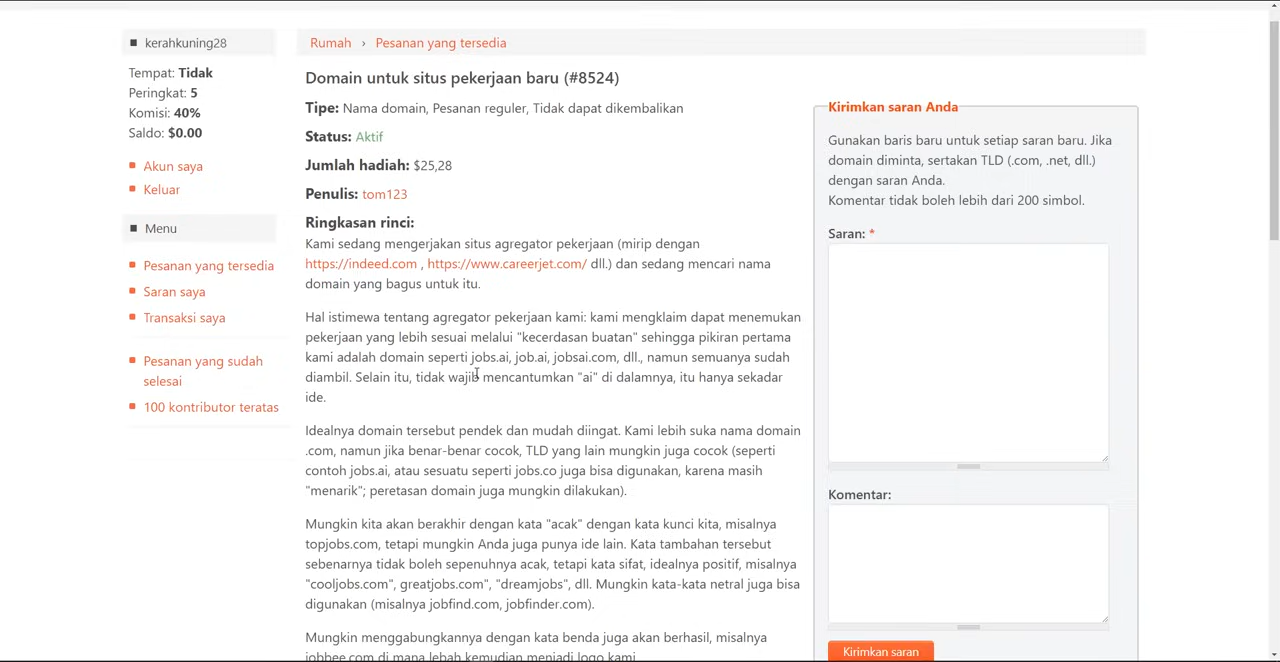 kerahkuning28
Tempat: Tidak
Peringkat: 5
Komisi: 40%
Saldo: $0.00
Akun saya
Keluar
Menu
Pesanan yang tersedia
Saran saya
Transaksi saya
Pesanan yang sudah
selesai
100 kontributor teratas
Rumah › Pesanan yang tersedia
Domain untuk situs pekerjaan baru (#8524)
Tipe: Nama domain, Pesanan reguler, Tidak dapat dikembalikan
Status: Aktif
Jumlah hadiah: $25,28
Penulis: tom123
Ringkasan rinci:
Kami sedang mengerjakan situs agregator pekerjaan (mirip dengan
https://indeed.com , https://www.careerjet.com/ dll.) dan sedang mencari nama
domain yang bagus untuk itu.
Hal istimewa tentang agregator pekerjaan kami: kami mengklaim dapat menemukan
pekerjaan yang lebih sesuai melalui "kecerdasan buatan" sehingga pikiran pertama
kami adalah domain seperti jobs.ai, job.ai, jobsai.com, dll., namun semuanya sudah
diambil. Selain itu, tidak wajib mencantumkan "ai" di dalamnya, itu hanya sekadar
ide.
Idealnya domain tersebut pendek dan mudah diingat. Kami lebih suka nama domain
.com, namun jika benar-benar cocok, TLD yang lain mungkin juga cocok (seperti
contoh jobs.ai, atau sesuatu seperti jobs.co juga bisa digunakan, karena masih
"menarik"; peretasan domain juga mungkin dilakukan).
Mungkin kita akan berakhir dengan kata "acak" dengan kata kunci kita, misalnya
topjobs.com, tetapi mungkin Anda juga punya ide lain. Kata tambahan tersebut
sebenarnya tidak boleh sepenuhnya acak, tetapi kata sifat, idealnya positif, misalnya
"cooljobs.com", greatjobs.com", "dreamjobs", dll. Mungkin kata-kata netral juga bisa
digunakan (misalnya jobfind.com, jobfinder.com).
Mungkin menggabungkannya dengan kata benda juga akan berhasil, misalnya
jobbee.com di mana lebah kemudian menjadi logo kami.
Kirimkan saran Anda
Gunakan baris baru untuk setiap saran baru. Jika
domain diminta, sertakan TLD (.com, .net, dll.)
dengan saran Anda.
Komentar tidak boleh lebih dari 200 simbol.
Saran: *
Komentar:
Kirimkan saran